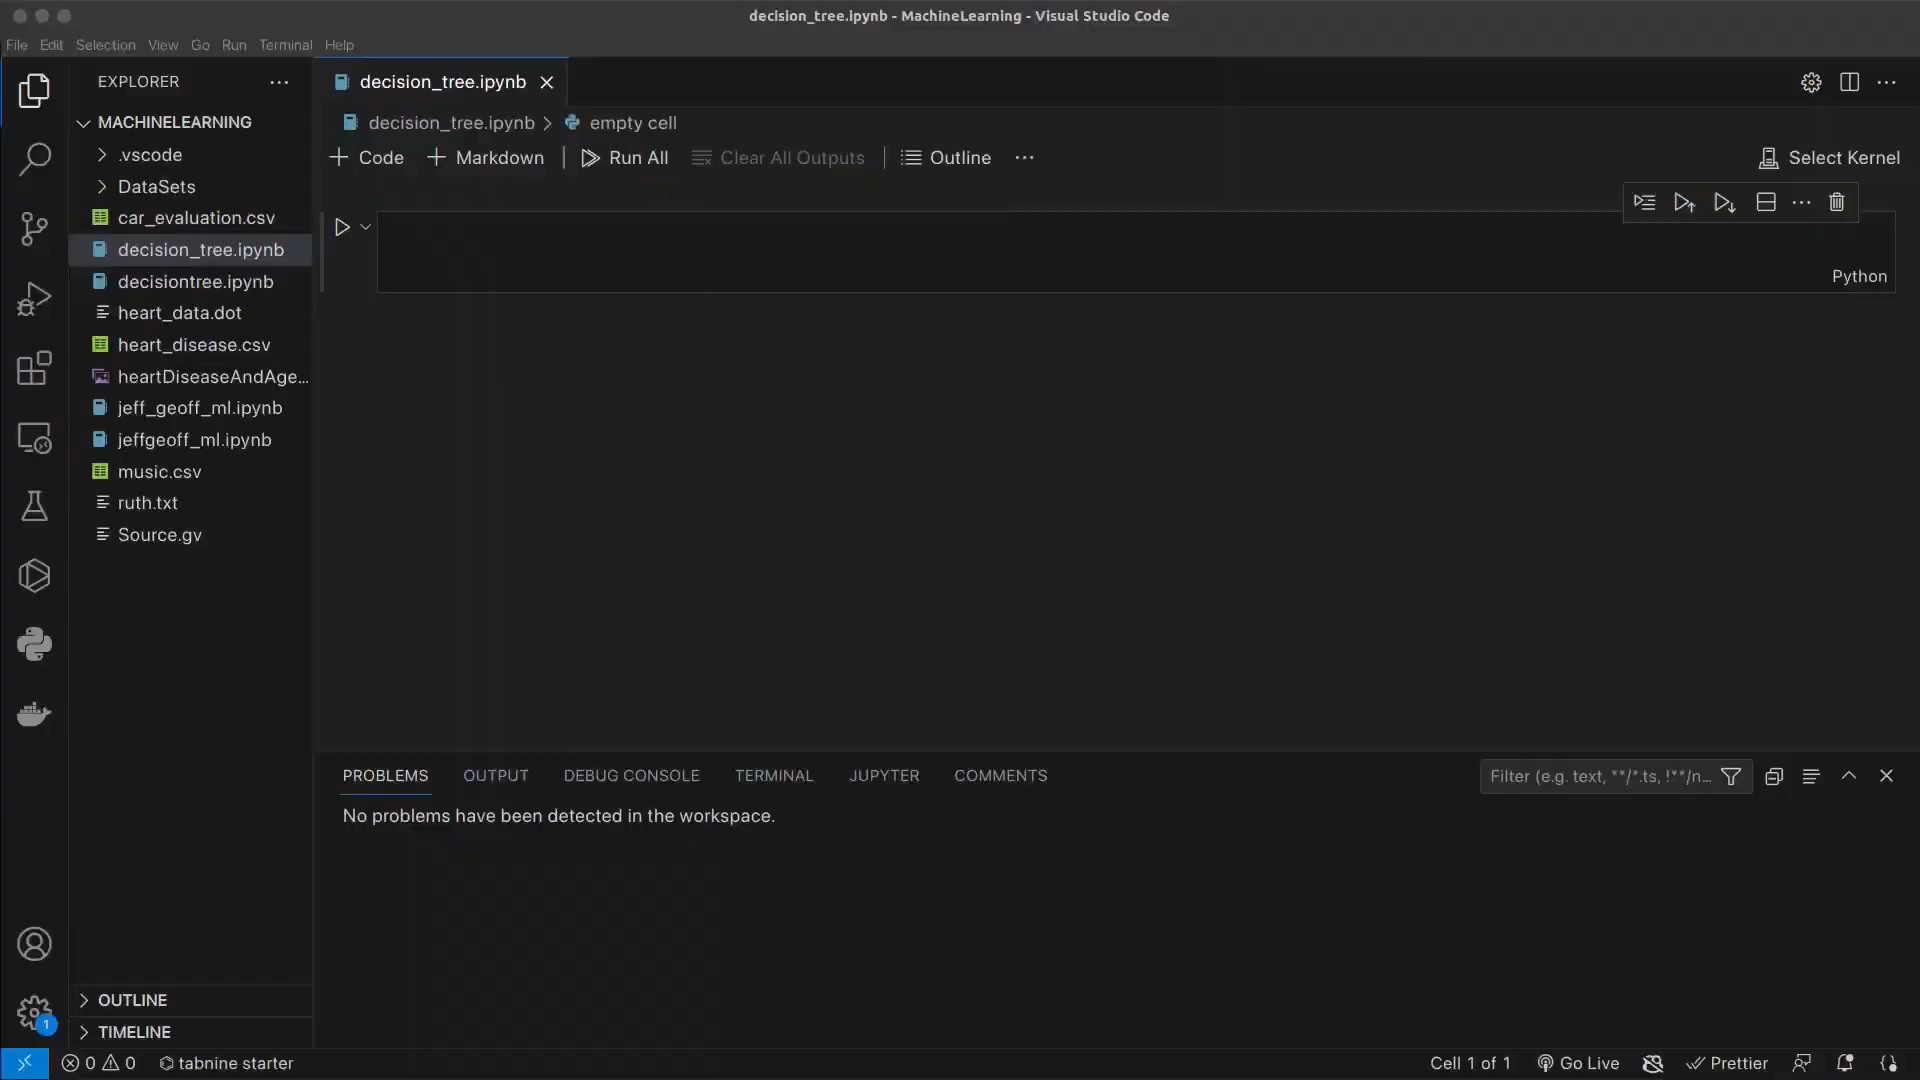 decision_tree.ipynb - MachineLearning - Visual Studio Code
File Edit Selection View Go Run Terminal Help
EXPLORER
MACHINELEARNING
.vscode
DataSets
car_evaluation.csv
decision_tree.ipynb
decisiontree.ipynb
heart_data.dot
heart_disease.csv
heartDiseaseAndAge...
jeff_geoff_ml.ipynb
jeffgeoff_ml.ipynb
music.csv
ruth.txt
Source.gv
OUTLINE
TIMELINE
decision_tree.ipynb
decision_tree.ipynb > empty cell
+ Code + Markdown Run All Clear All Outputs Outline ... Select Kernel
Python
PROBLEMS OUTPUT DEBUG CONSOLE TERMINAL JUPYTER COMMENTS Filter (e.g. text, **/*.ts, !**/n...
No problems have been detected in the workspace.
1
0 0 tabnine starter Cell 1 of 1 Go Live Prettier